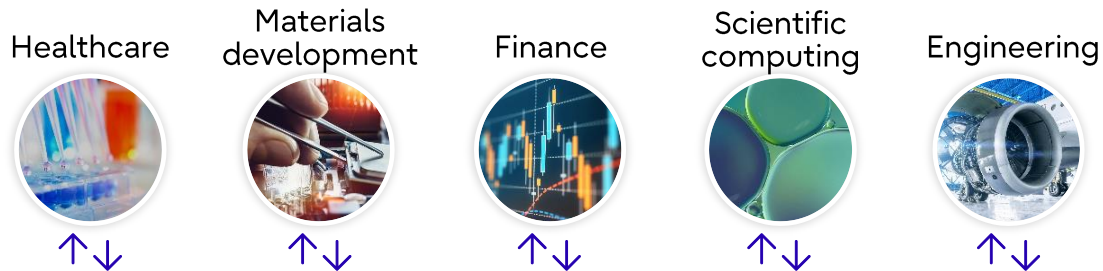 Healthcare
Materials
development
Finance
Scientific
computing
Engineering